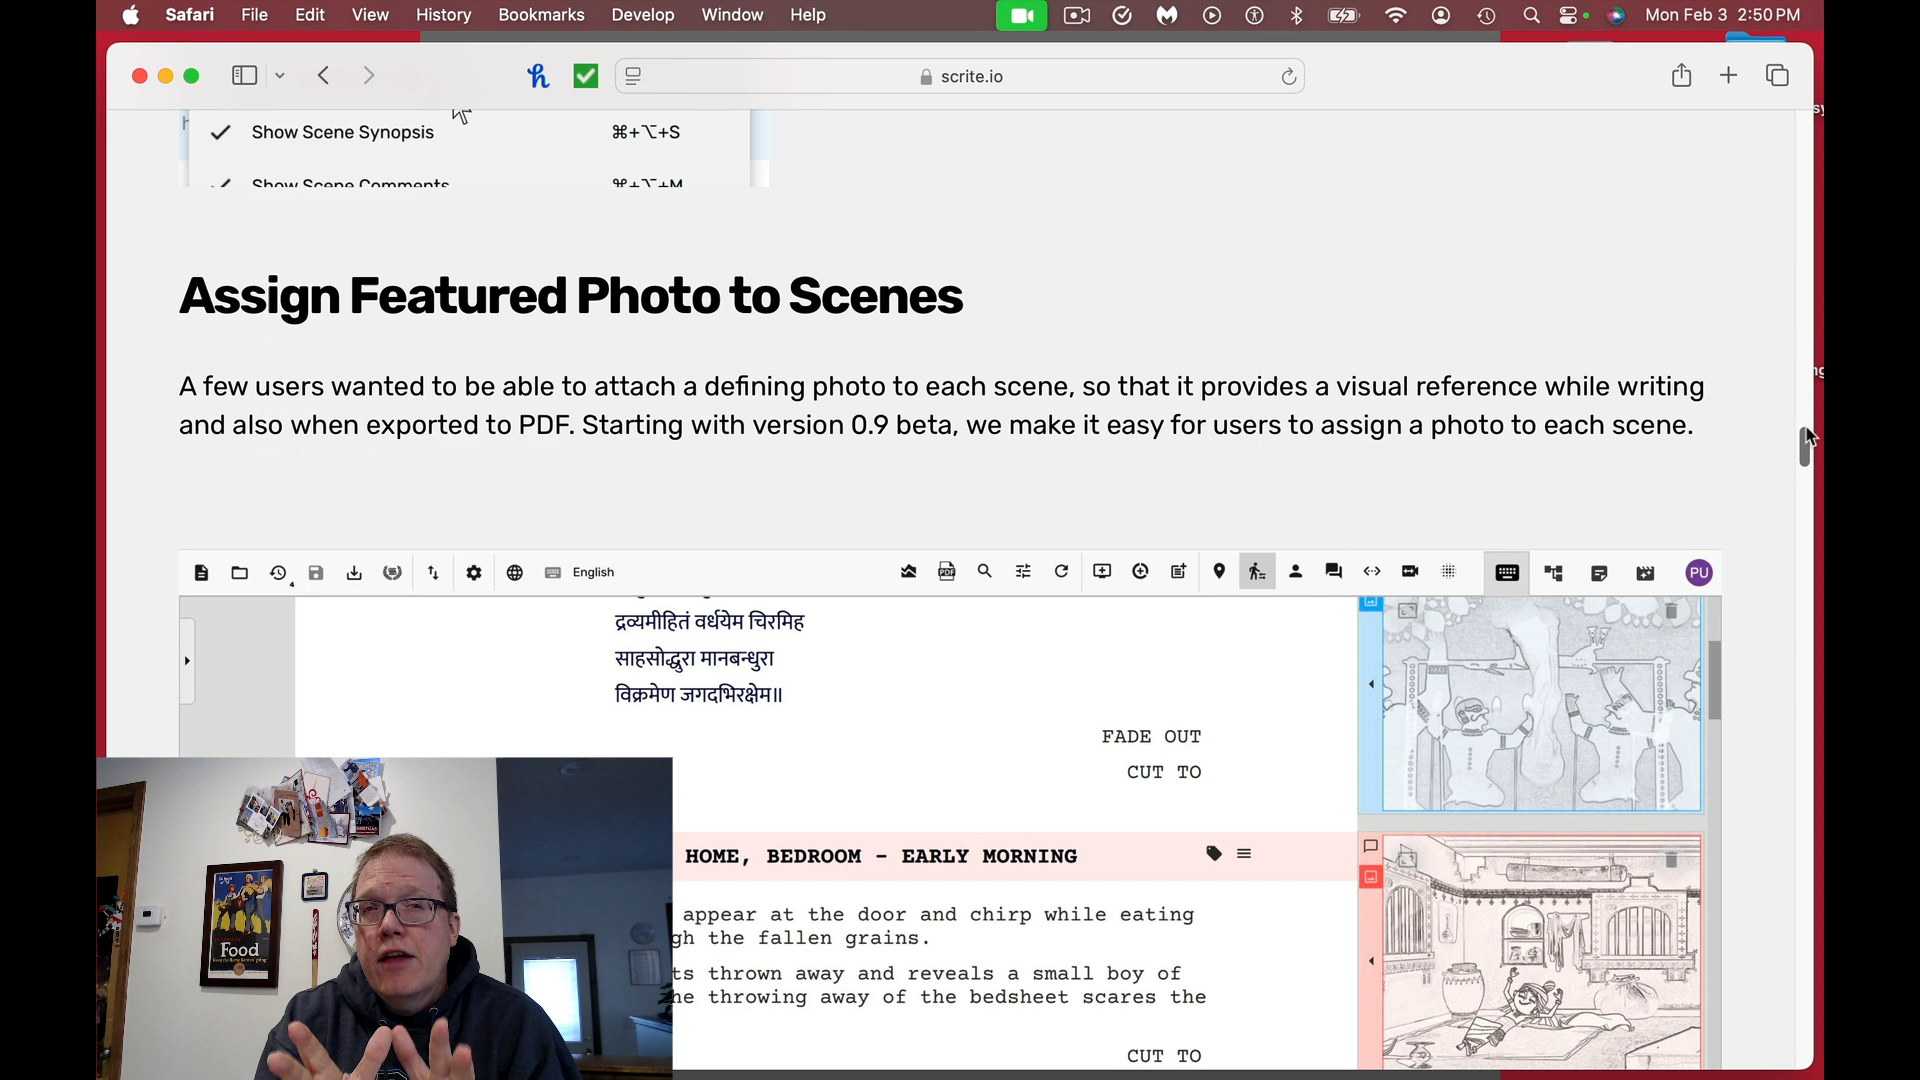 Safari File Edit View History Bookmarks Develop Window Help
Mon Feb 3 2:50 PM
scrite.io
Show Scene Synopsis ⌘+⌥+S
Show Scene Comments ⌘+⌥+M
Assign Featured Photo to Scenes
A few users wanted to be able to attach a defining photo to each scene, so that it provides a visual reference while writing
and also when exported to PDF. Starting with version 0.9 beta, we make it easy for users to assign a photo to each scene.
English
PDF
PU
द्रव्यमीहितं वर्धयेम चिरमिह
साहसोद्धुरा मानबन्धुरा
विक्रमेण जगदभिरक्षेम॥
FADE OUT
CUT TO
HOME, BEDROOM - EARLY MORNING
appear at the door and chirp while eating
gh the fallen grains.
ts thrown away and reveals a small boy of
he throwing away of the bedsheet scares the
CUT TO
Food